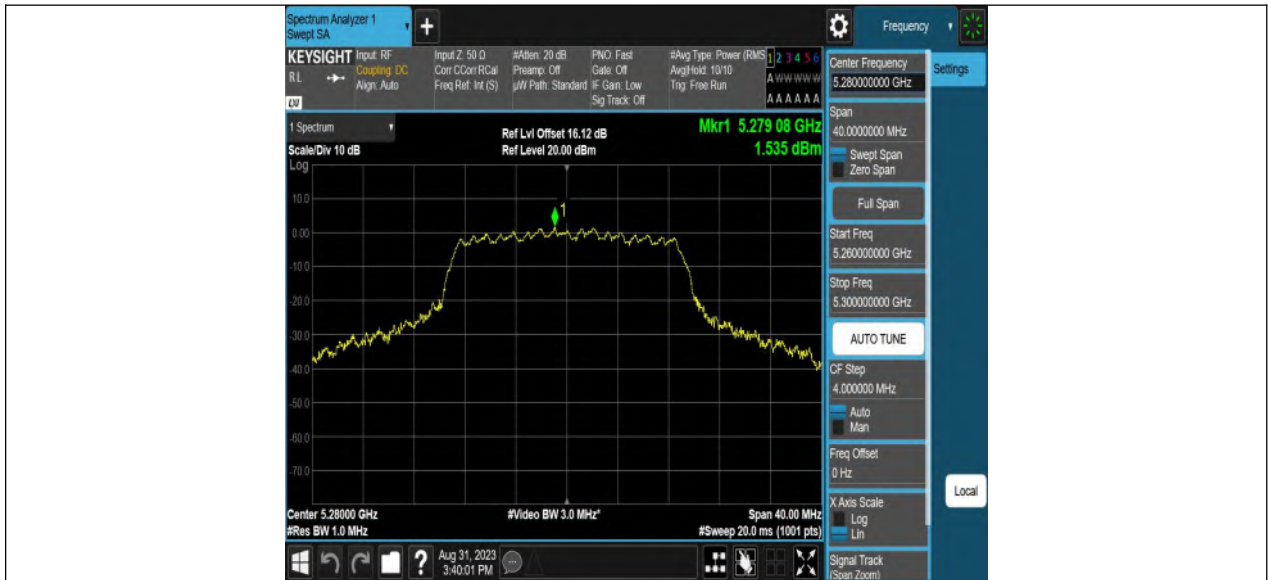 Spectrum Analyzer 1
Swept SA
+
Frequency
KEYSIGHT
RL
LXI
Input: RF
Coupling: DC
Align: Auto
Input Z: 50 Ω
Corr CCorr RCal
Freq Ref: Int (S)
#Atten: 20 dB
Preamp: Off
µW Path: Standard
PNO: Fast
Gate: Off
IF Gain: Low
Sig Track: Off
#Avg Type: Power (RMS
Avg|Hold: 10/10
Trig: Free Run
1 2 3 4 5 6
A W W W W W
A A A A A A
1 Spectrum
Scale/Div 10 dB
Log
Ref Lvl Offset 16.12 dB
Ref Level 20.00 dBm
Mkr1 5.279 08 GHz
1.535 dBm
1
10.0
0.00
-10.0
-20.0
-30.0
-40.0
-50.0
-60.0
-70.0
Center 5.28000 GHz
#Res BW 1.0 MHz
#Video BW 3.0 MHz*
Span 40.00 MHz
#Sweep 20.0 ms (1001 pts)
?
Aug 31, 2023
3:40:01 PM
Center Frequency
5.280000000 GHz
Settings
Span
40.0000000 MHz
Swept Span
Zero Span
Full Span
Start Freq
5.260000000 GHz
Stop Freq
5.300000000 GHz
AUTO TUNE
CF Step
4.000000 MHz
Auto
Man
Freq Offset
0 Hz
X Axis Scale
Log
Lin
Local
Signal Track
(Span Zoom)